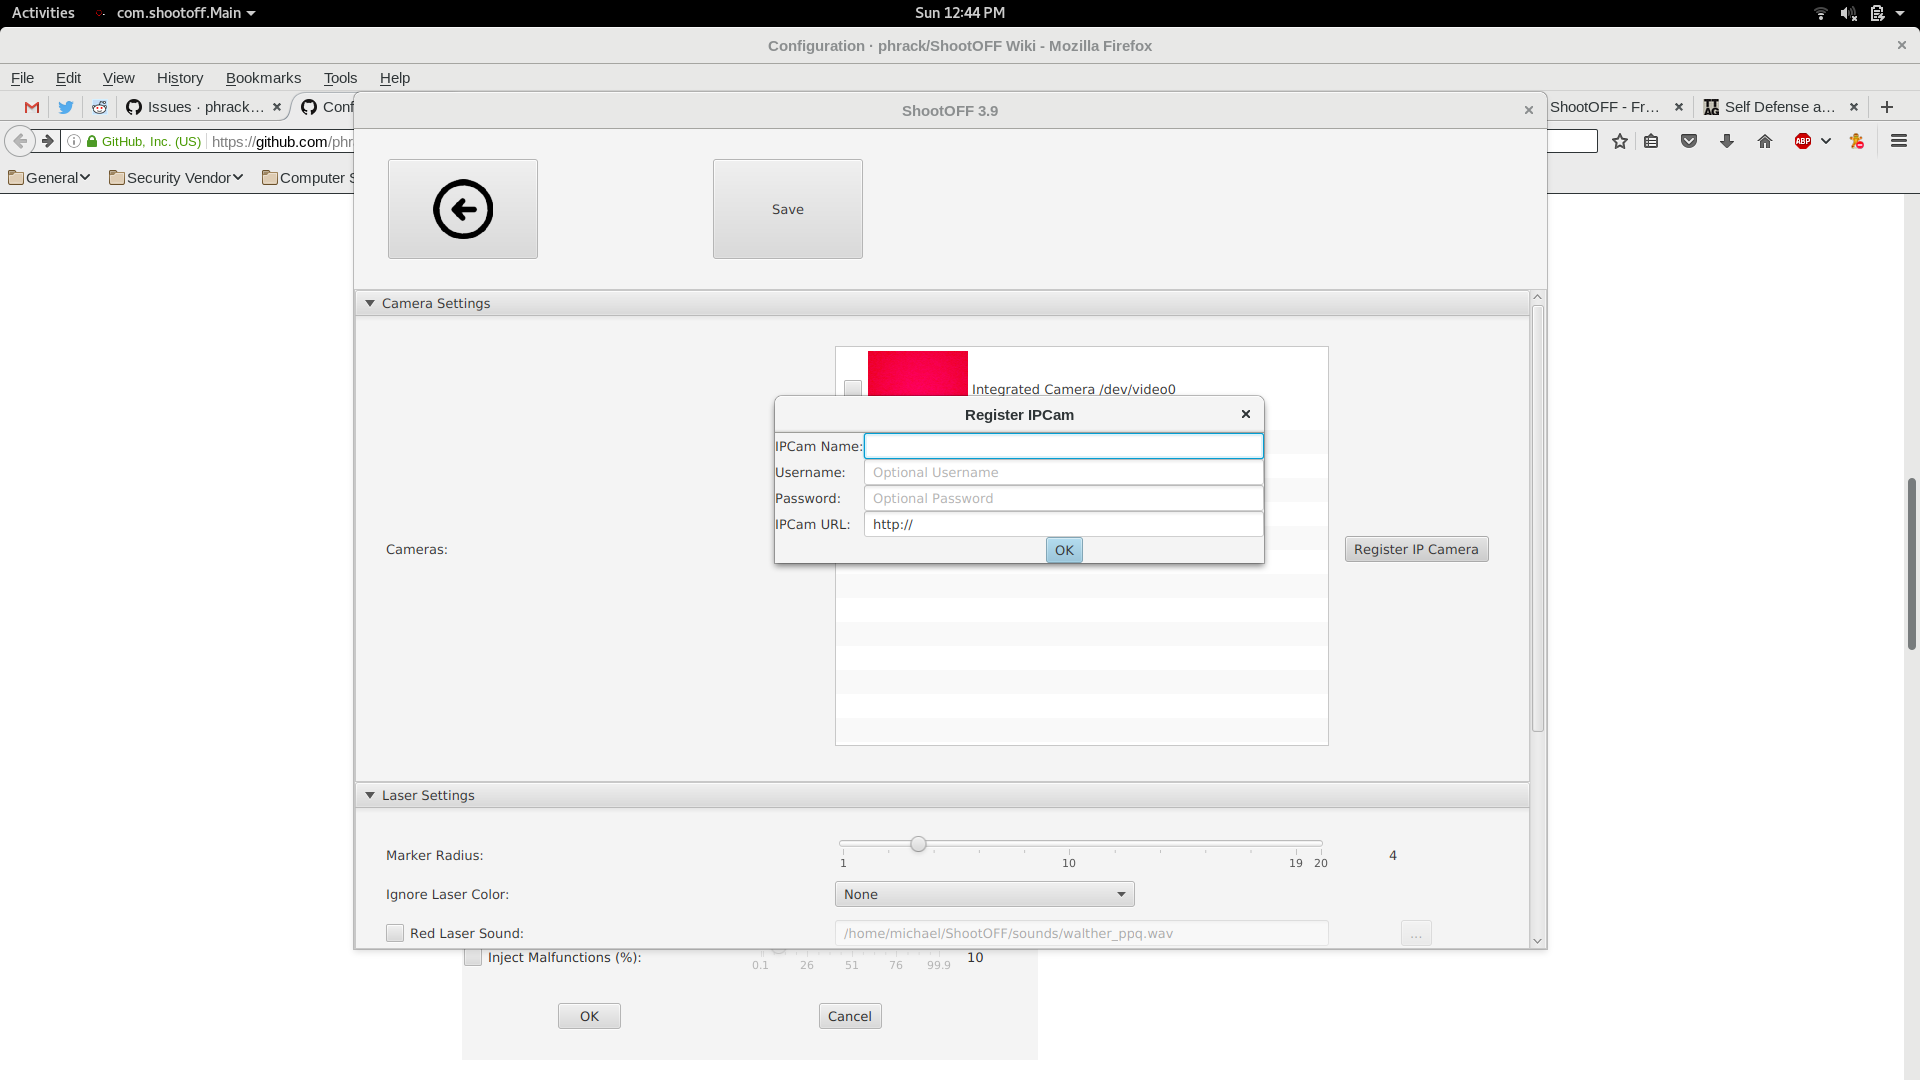 Activities com.shootoff.Main Sun 12:44 PM
Configuration · phrack/ShootOFF Wiki - Mozilla Firefox
File Edit View History Bookmarks Tools Help
Issues · phrack... Conf ShootOFF - Fr... Self Defense a...
ShootOFF 3.9
GitHub, Inc. (US) https://github.com/phr ABP
General Security Vendor Computer S
Save
Camera Settings
Integrated Camera /dev/video0
Register IPCam
IPCam Name:
Username: Optional Username
Password: Optional Password
IPCam URL: http://
OK
Cameras: Register IP Camera
Laser Settings
Marker Radius: 4
1 10 19 20
Ignore Laser Color: None
Red Laser Sound: /home/michael/ShootOFF/sounds/walther_ppq.wav ...
Inject Malfunctions (%): 10
0.1 26 51 76 99.9
OK Cancel